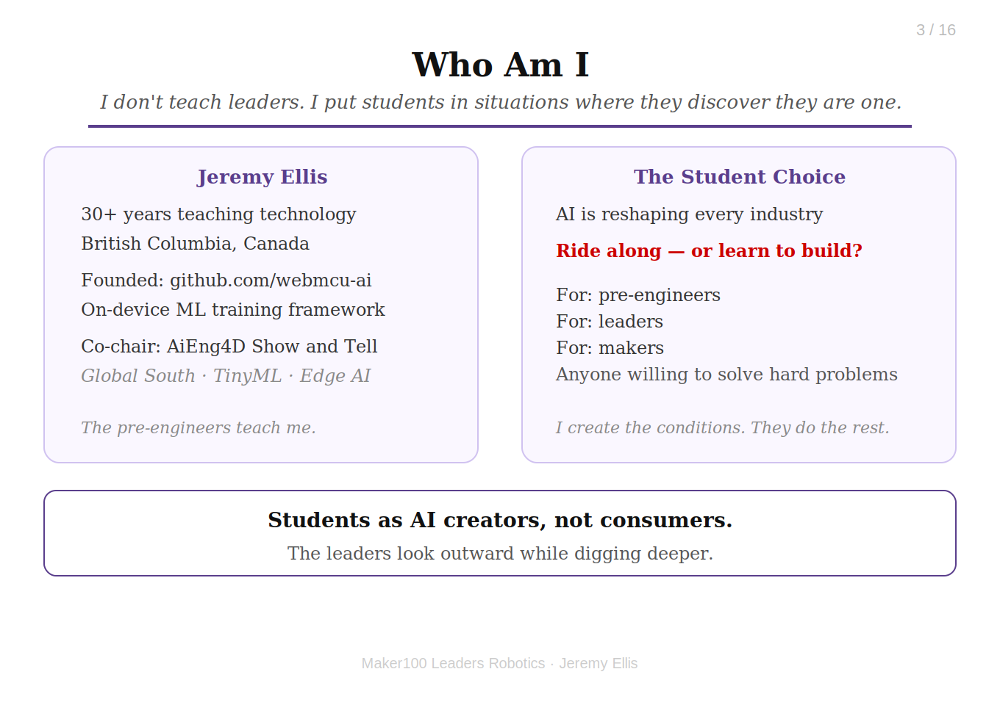 3 / 16
Who Am I
I don't teach leaders. I put students in situations where they discover they are one.
Jeremy Ellis
30+ years teaching technology
British Columbia, Canada
Founded: github.com/webmcu-ai
On-device ML training framework
Co-chair: AiEng4D Show and Tell
Global South · TinyML · Edge AI
The pre-engineers teach me.
The Student Choice
AI is reshaping every industry
Ride along — or learn to build?
For: pre-engineers
For: leaders
For: makers
Anyone willing to solve hard problems
I create the conditions. They do the rest.
Students as AI creators, not consumers.
The leaders look outward while digging deeper.
Maker100 Leaders Robotics · Jeremy Ellis